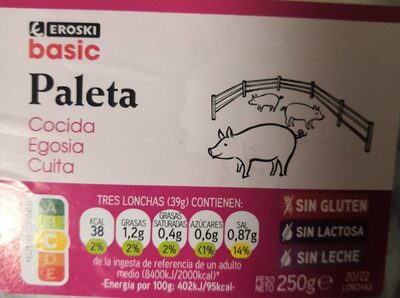 EROSKI
basic
Paleta
Cocida
Egosia
Cuita
TRES LONCHAS (39g) CONTIENEN:
KCAL 38 2%
GRASAS 1,2g 2%
GRASAS SATURADAS 0,4g 2%
AZÚCARES 0,6g <1%
SAL 0,87g 14%
de la ingesta de referencia de un adulto
medio (8400kJ/2000kcal)
·Energía por 100g: 402kJ/95kcal·
SIN GLUTEN
SIN LACTOSA
SIN LECHE
PESO NETO 250g e 20/22 LONCHAS
A
B
C
D
E